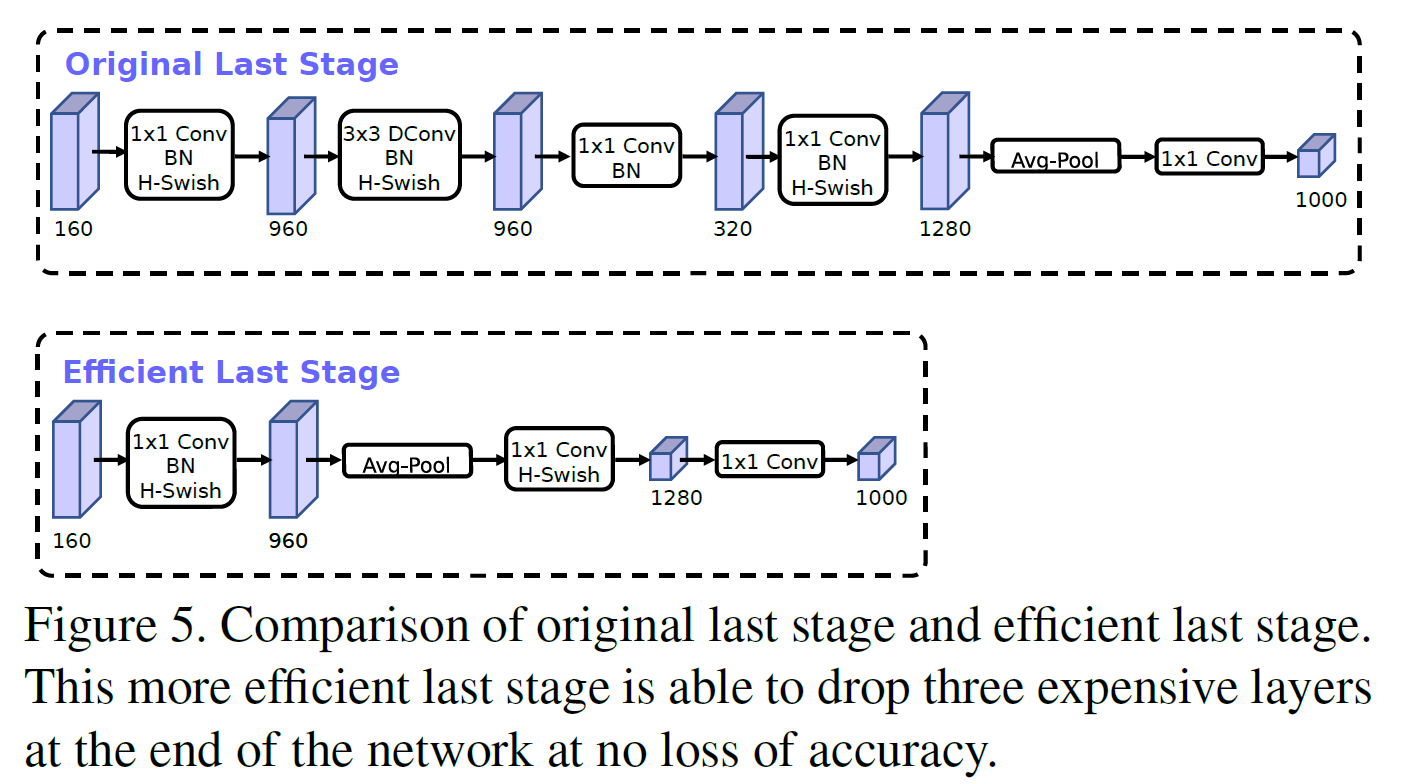 Original Last Stage
1x1 Conv
BN
H-Swish
3x3 DConv
BN
H-Swish
1x1 Conv
BN
1x1 Conv
BN
H-Swish
Avg-Pool
1x1 Conv
160
960
960
320
1280
1000
Efficient Last Stage
1x1 Conv
BN
H-Swish
Avg-Pool
1x1 Conv
H-Swish
1x1 Conv
160
960
1280
1000
Figure 5. Comparison of original last stage and efficient last stage.
This more efficient last stage is able to drop three expensive layers
at the end of the network at no loss of accuracy.